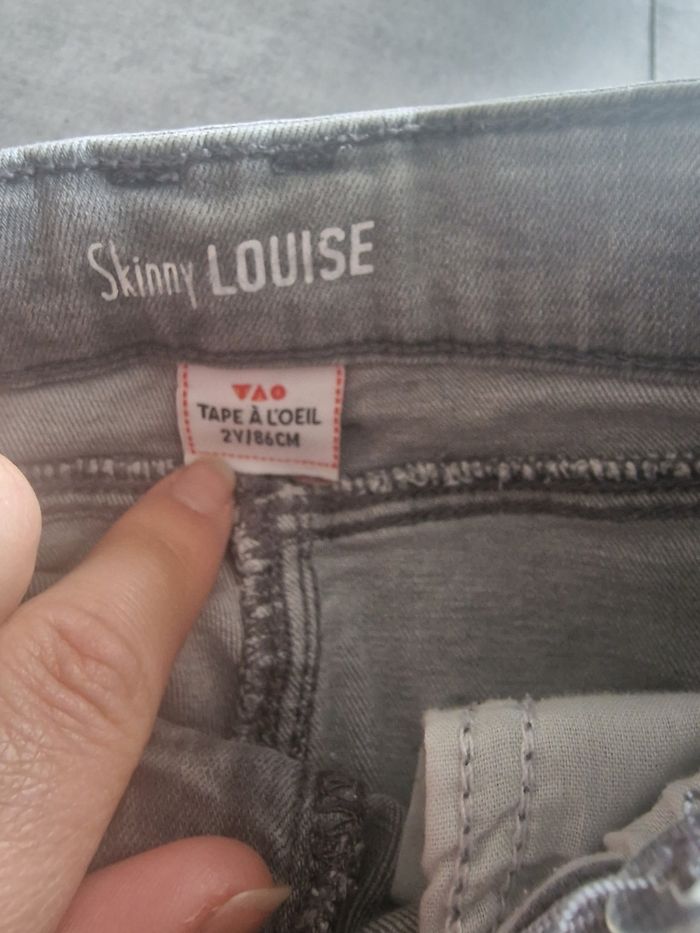 Skinny LOUISE
TAO
TAPE À L'OEIL
2Y/86CM